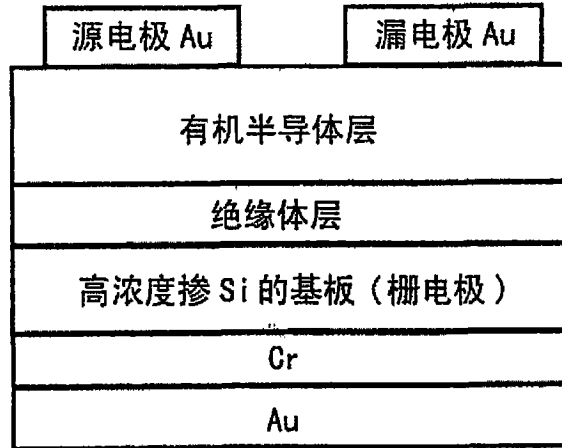 源电极 Au
漏电极 Au
有机半导体层
绝缘体层
高浓度掺 Si 的基板（栅电极）
Cr
Au